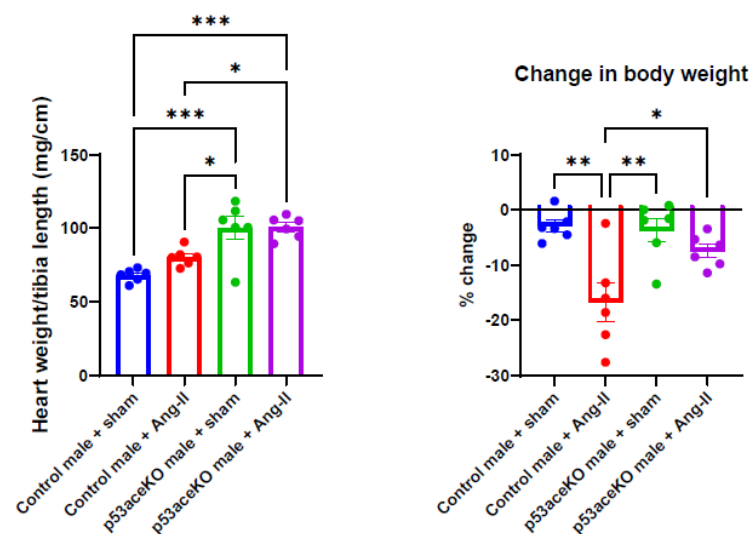 ***
*
***
*
Heart weight/tibia length (mg/cm)
150
100
50
0
Control male + sham
Control male + Ang-II
p53aceKO male + sham
p53aceKO male + Ang-II
Change in body weight
*
** **
% change
10
0
-10
-20
-30
Control male + sham
Control male + Ang-II
p53aceKO male + sham
p53aceKO male + Ang-II